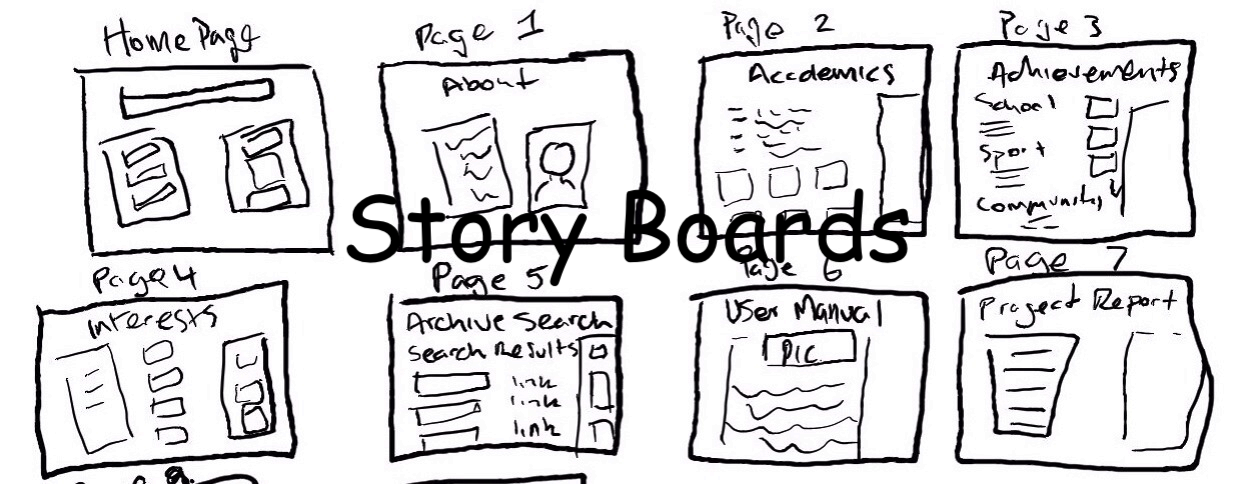 Home Page
Page 1
Page 2
Page 3
About
Academics
Achievements
School
Sport
Community
Story Boards
Page 4
Page 5
Page 6
Page 7
Interests
Archive Search
Search Results
link
link
link
User Manual
PIC
Project Report